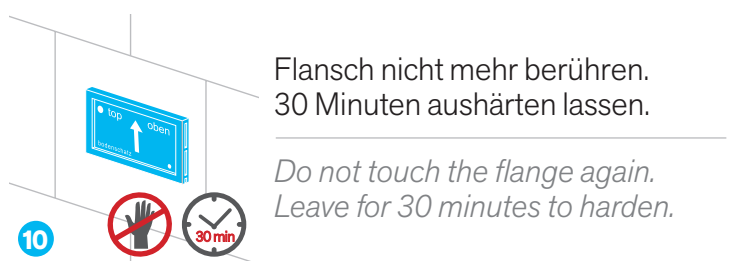 top
oben
bodenschatz
30 min
10
Flansch nicht mehr berühren.
30 Minuten aushärten lassen.
Do not touch the flange again.
Leave for 30 minutes to harden.